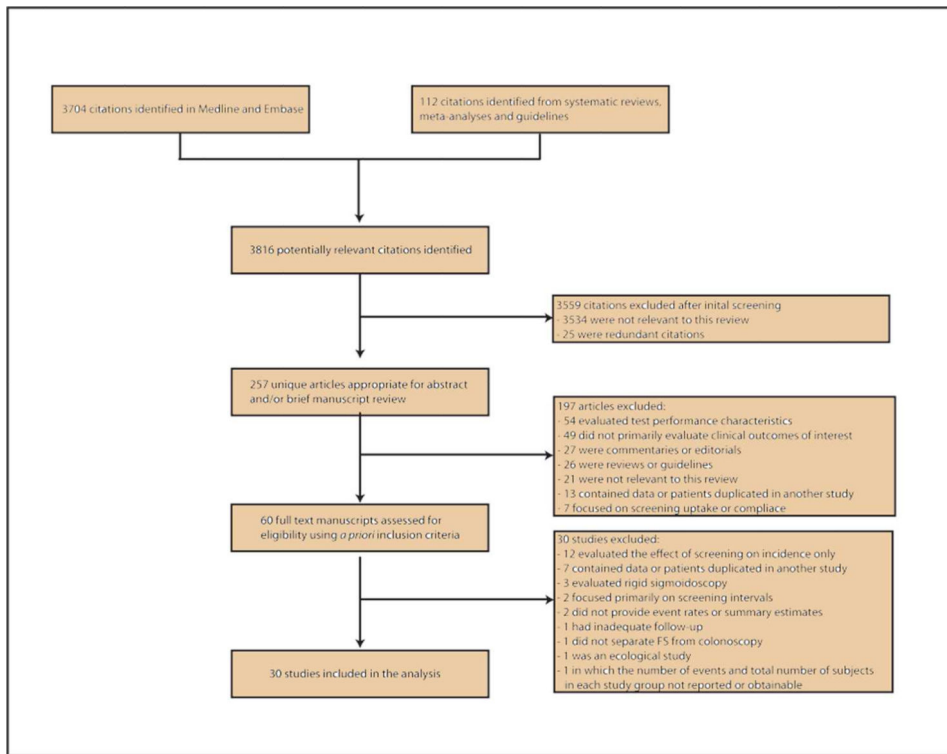 3704 citations identified in Medline and Embase
112 citations identified from systematic reviews,
meta-analyses and guidelines
3816 potentially relevant citations identified
3559 citations excluded after inital screening
- 3534 were not relevant to this review
- 25 were redundant citations
257 unique articles appropriate for abstract
and/or brief manuscript review
197 articles excluded:
- 54 evaluated test performance characteristics
- 49 did not primarily evaluate clinical outcomes of interest
- 27 were commentaries or editorials
- 26 were reviews or guidelines
- 21 were not relevant to this review
- 13 contained data or patients duplicated in another study
- 7 focused on screening uptake or compliace
60 full text manuscripts assessed for
eligibility using a priori inclusion criteria
30 studies excluded:
- 12 evaluated the effect of screening on incidence only
- 7 contained data or patients duplicated in another study
- 3 evaluated rigid sigmoidoscopy
- 2 focused primarily on screening intervals
- 2 did not provide event rates or summary estimates
- 1 had inadequate follow-up
- 1 did not separate FS from colonoscopy
- 1 was an ecological study
- 1 in which the number of events and total number of subjects
in each study group not reported or obtainable
30 studies included in the analysis